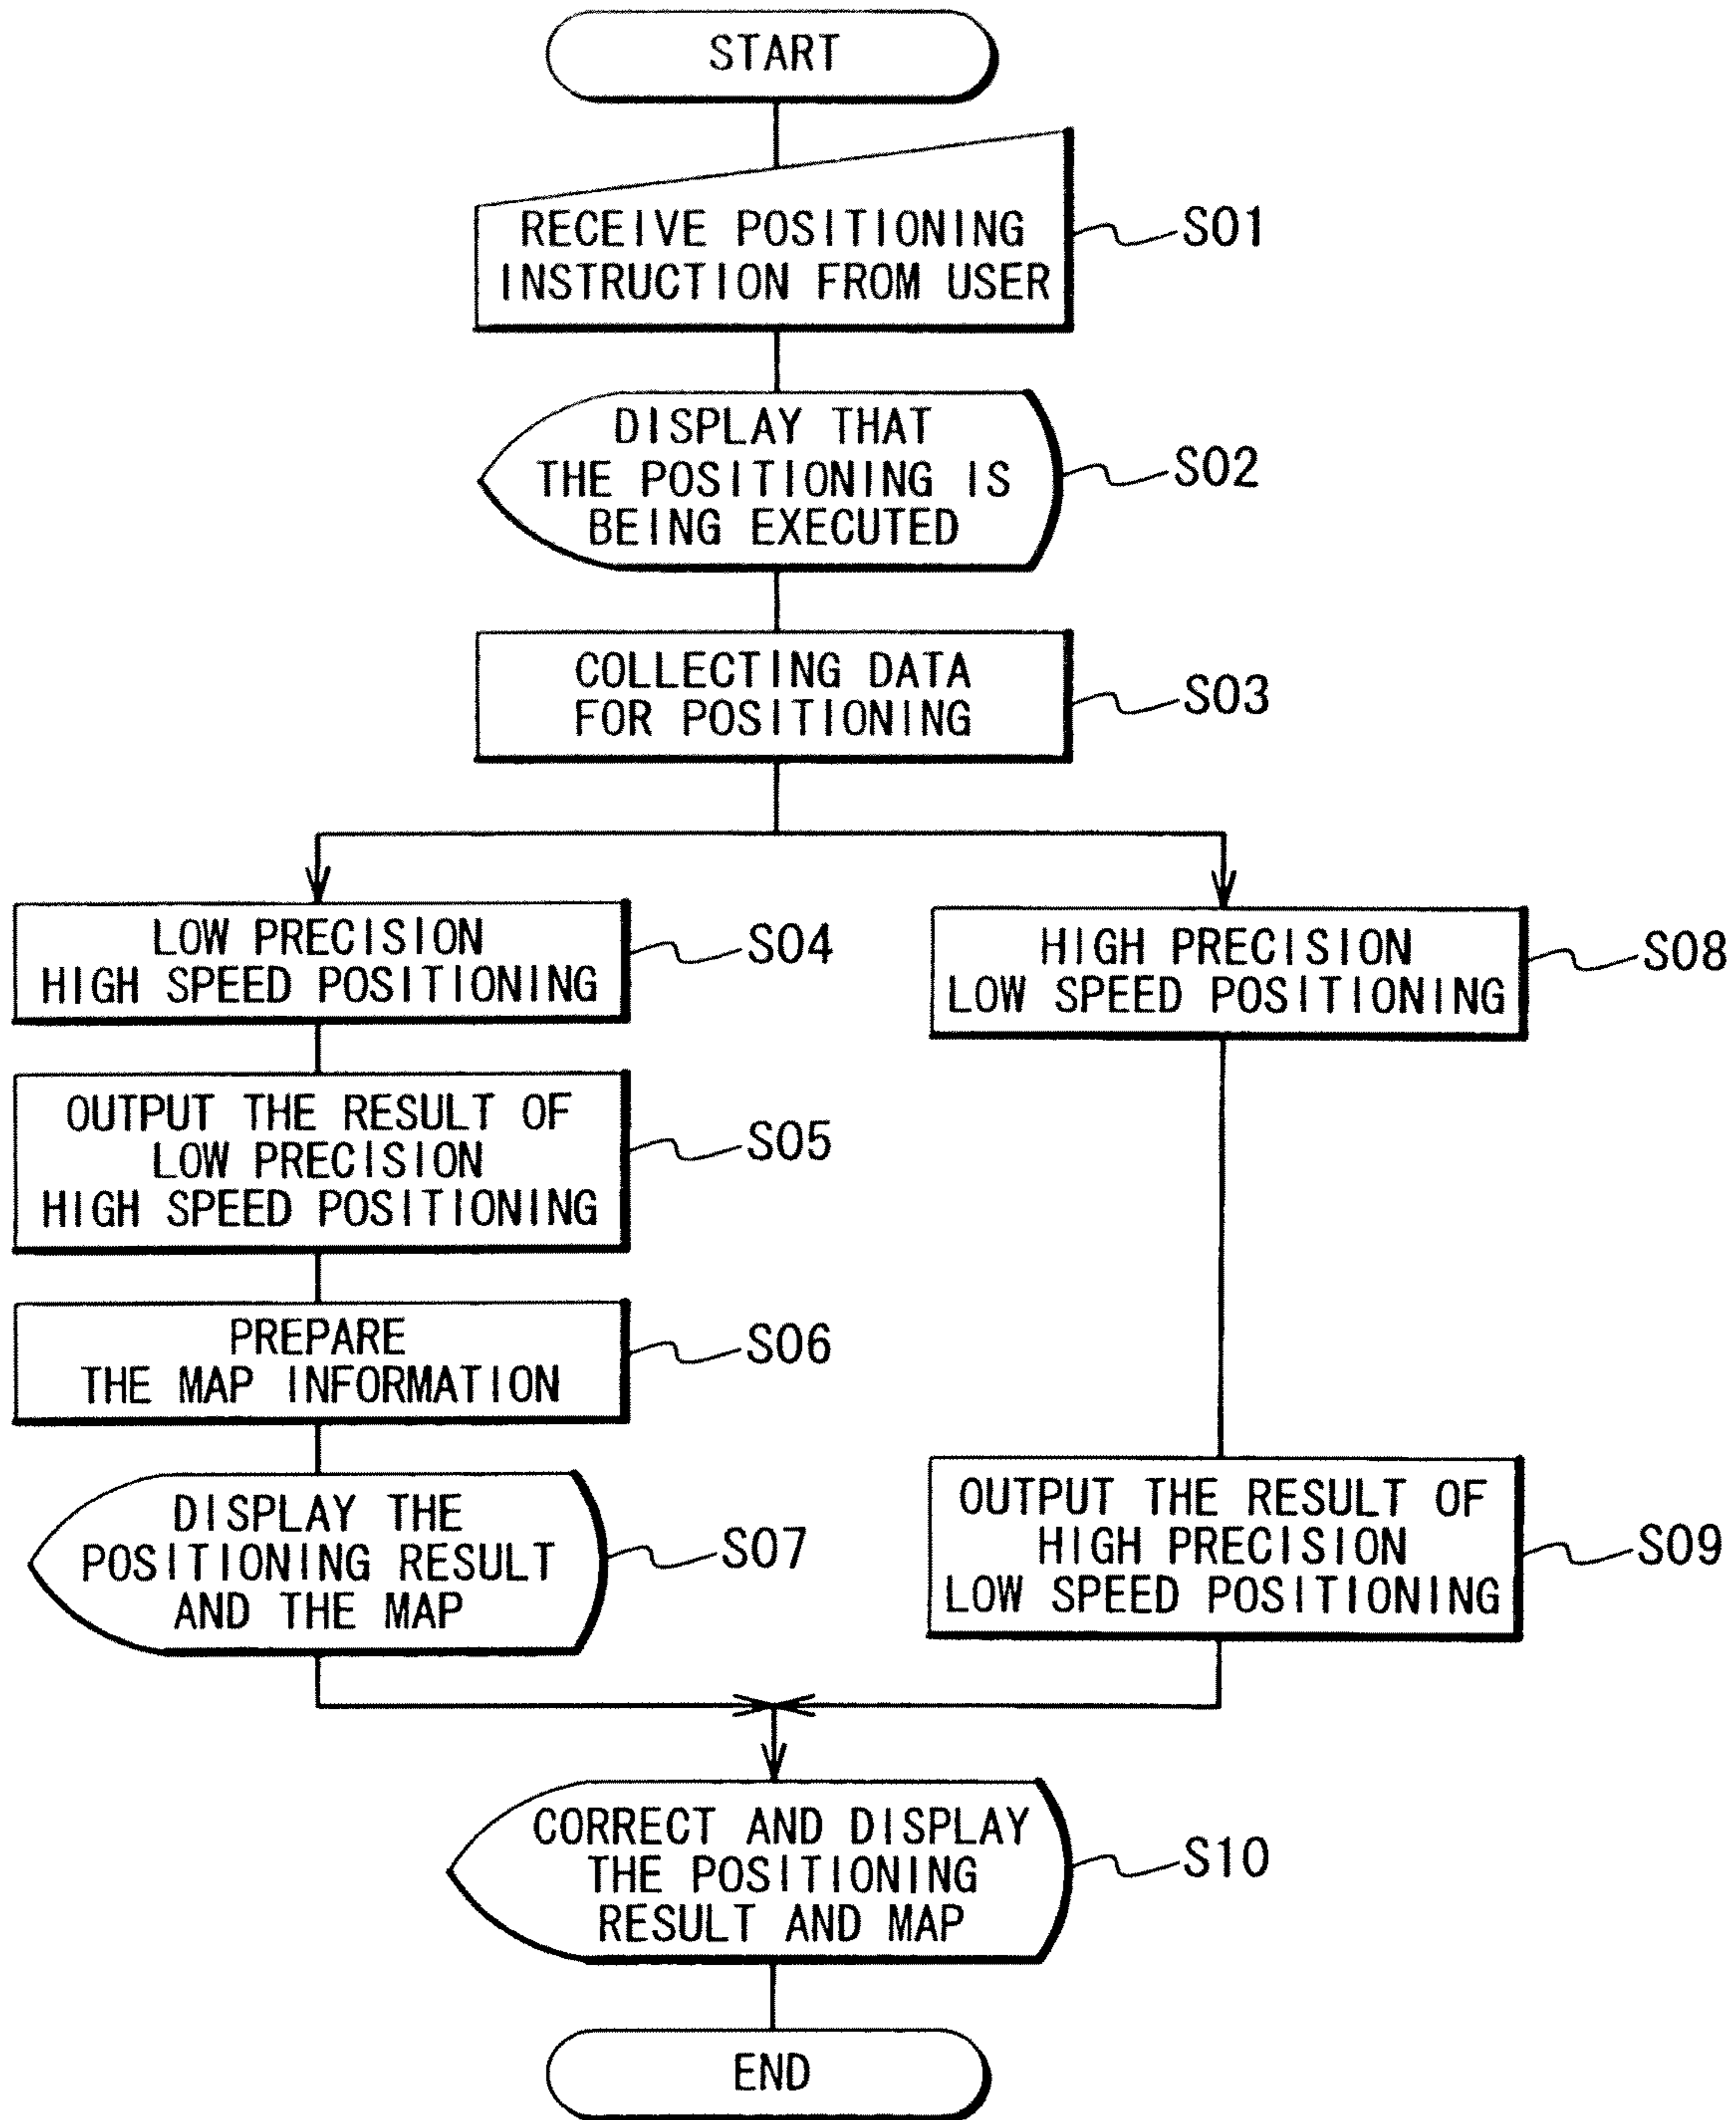 START
RECEIVE POSITIONING
INSTRUCTION FROM USER
S01
DISPLAY THAT
THE POSITIONING IS
BEING EXECUTED
S02
COLLECTING DATA
FOR POSITIONING
S03
LOW PRECISION
HIGH SPEED POSITIONING
S04
OUTPUT THE RESULT OF
LOW PRECISION
HIGH SPEED POSITIONING
S05
PREPARE
THE MAP INFORMATION
S06
DISPLAY THE
POSITIONING RESULT
AND THE MAP
S07
HIGH PRECISION
LOW SPEED POSITIONING
S08
OUTPUT THE RESULT OF
HIGH PRECISION
LOW SPEED POSITIONING
S09
CORRECT AND DISPLAY
THE POSITIONING
RESULT AND MAP
S10
END